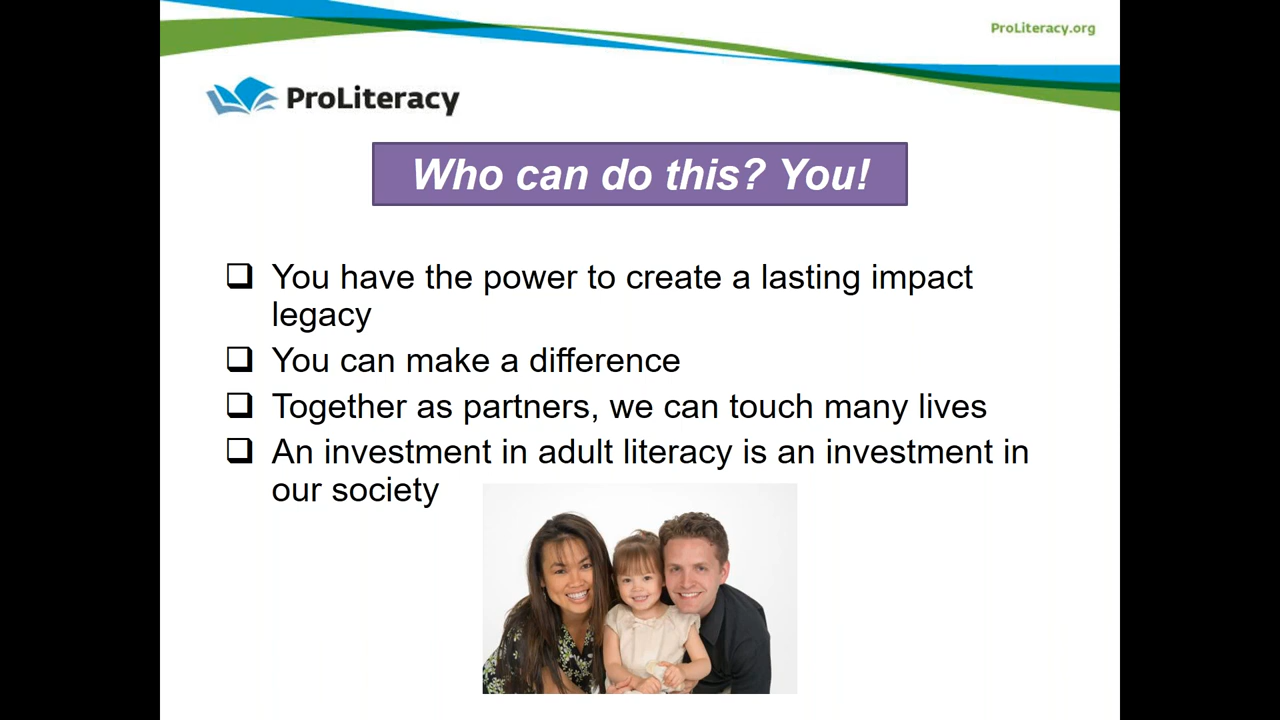 ProLiteracy.org
ProLiteracy
Who can do this? You!
You have the power to create a lasting impact
legacy
You can make a difference
Together as partners, we can touch many lives
An investment in adult literacy is an investment in
our society